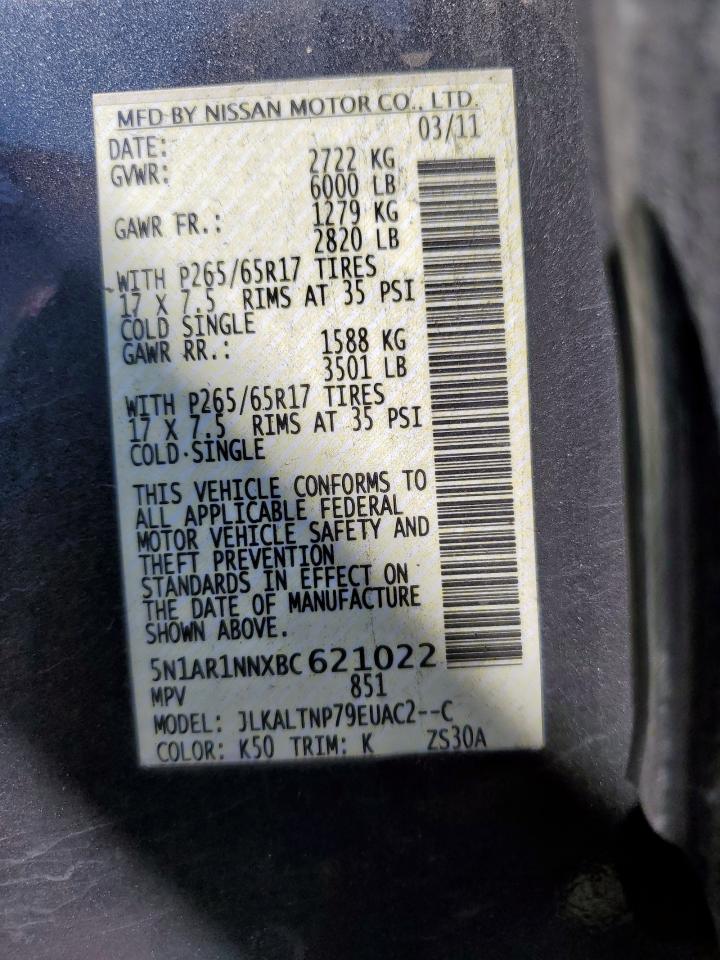 MFD BY NISSAN MOTOR CO., LTD.
DATE: 03/11
GVWR: 2722 KG
6000 LB
GAWR FR.: 1279 KG
2820 LB
WITH P265/65R17 TIRES
17 X 7.5 RIMS AT 35 PSI
COLD SINGLE
GAWR RR.: 1588 KG
3501 LB
WITH P265/65R17 TIRES
17 X 7.5 RIMS AT 35 PSI
COLD SINGLE
THIS VEHICLE CONFORMS TO
ALL APPLICABLE FEDERAL
MOTOR VEHICLE SAFETY AND
THEFT PREVENTION
STANDARDS IN EFFECT ON
THE DATE OF MANUFACTURE
SHOWN ABOVE.
5N1AR1NNXBC621022
MPV 851
MODEL: JLKALTNP79EUAC2--C
COLOR: K50 TRIM: K ZS30A